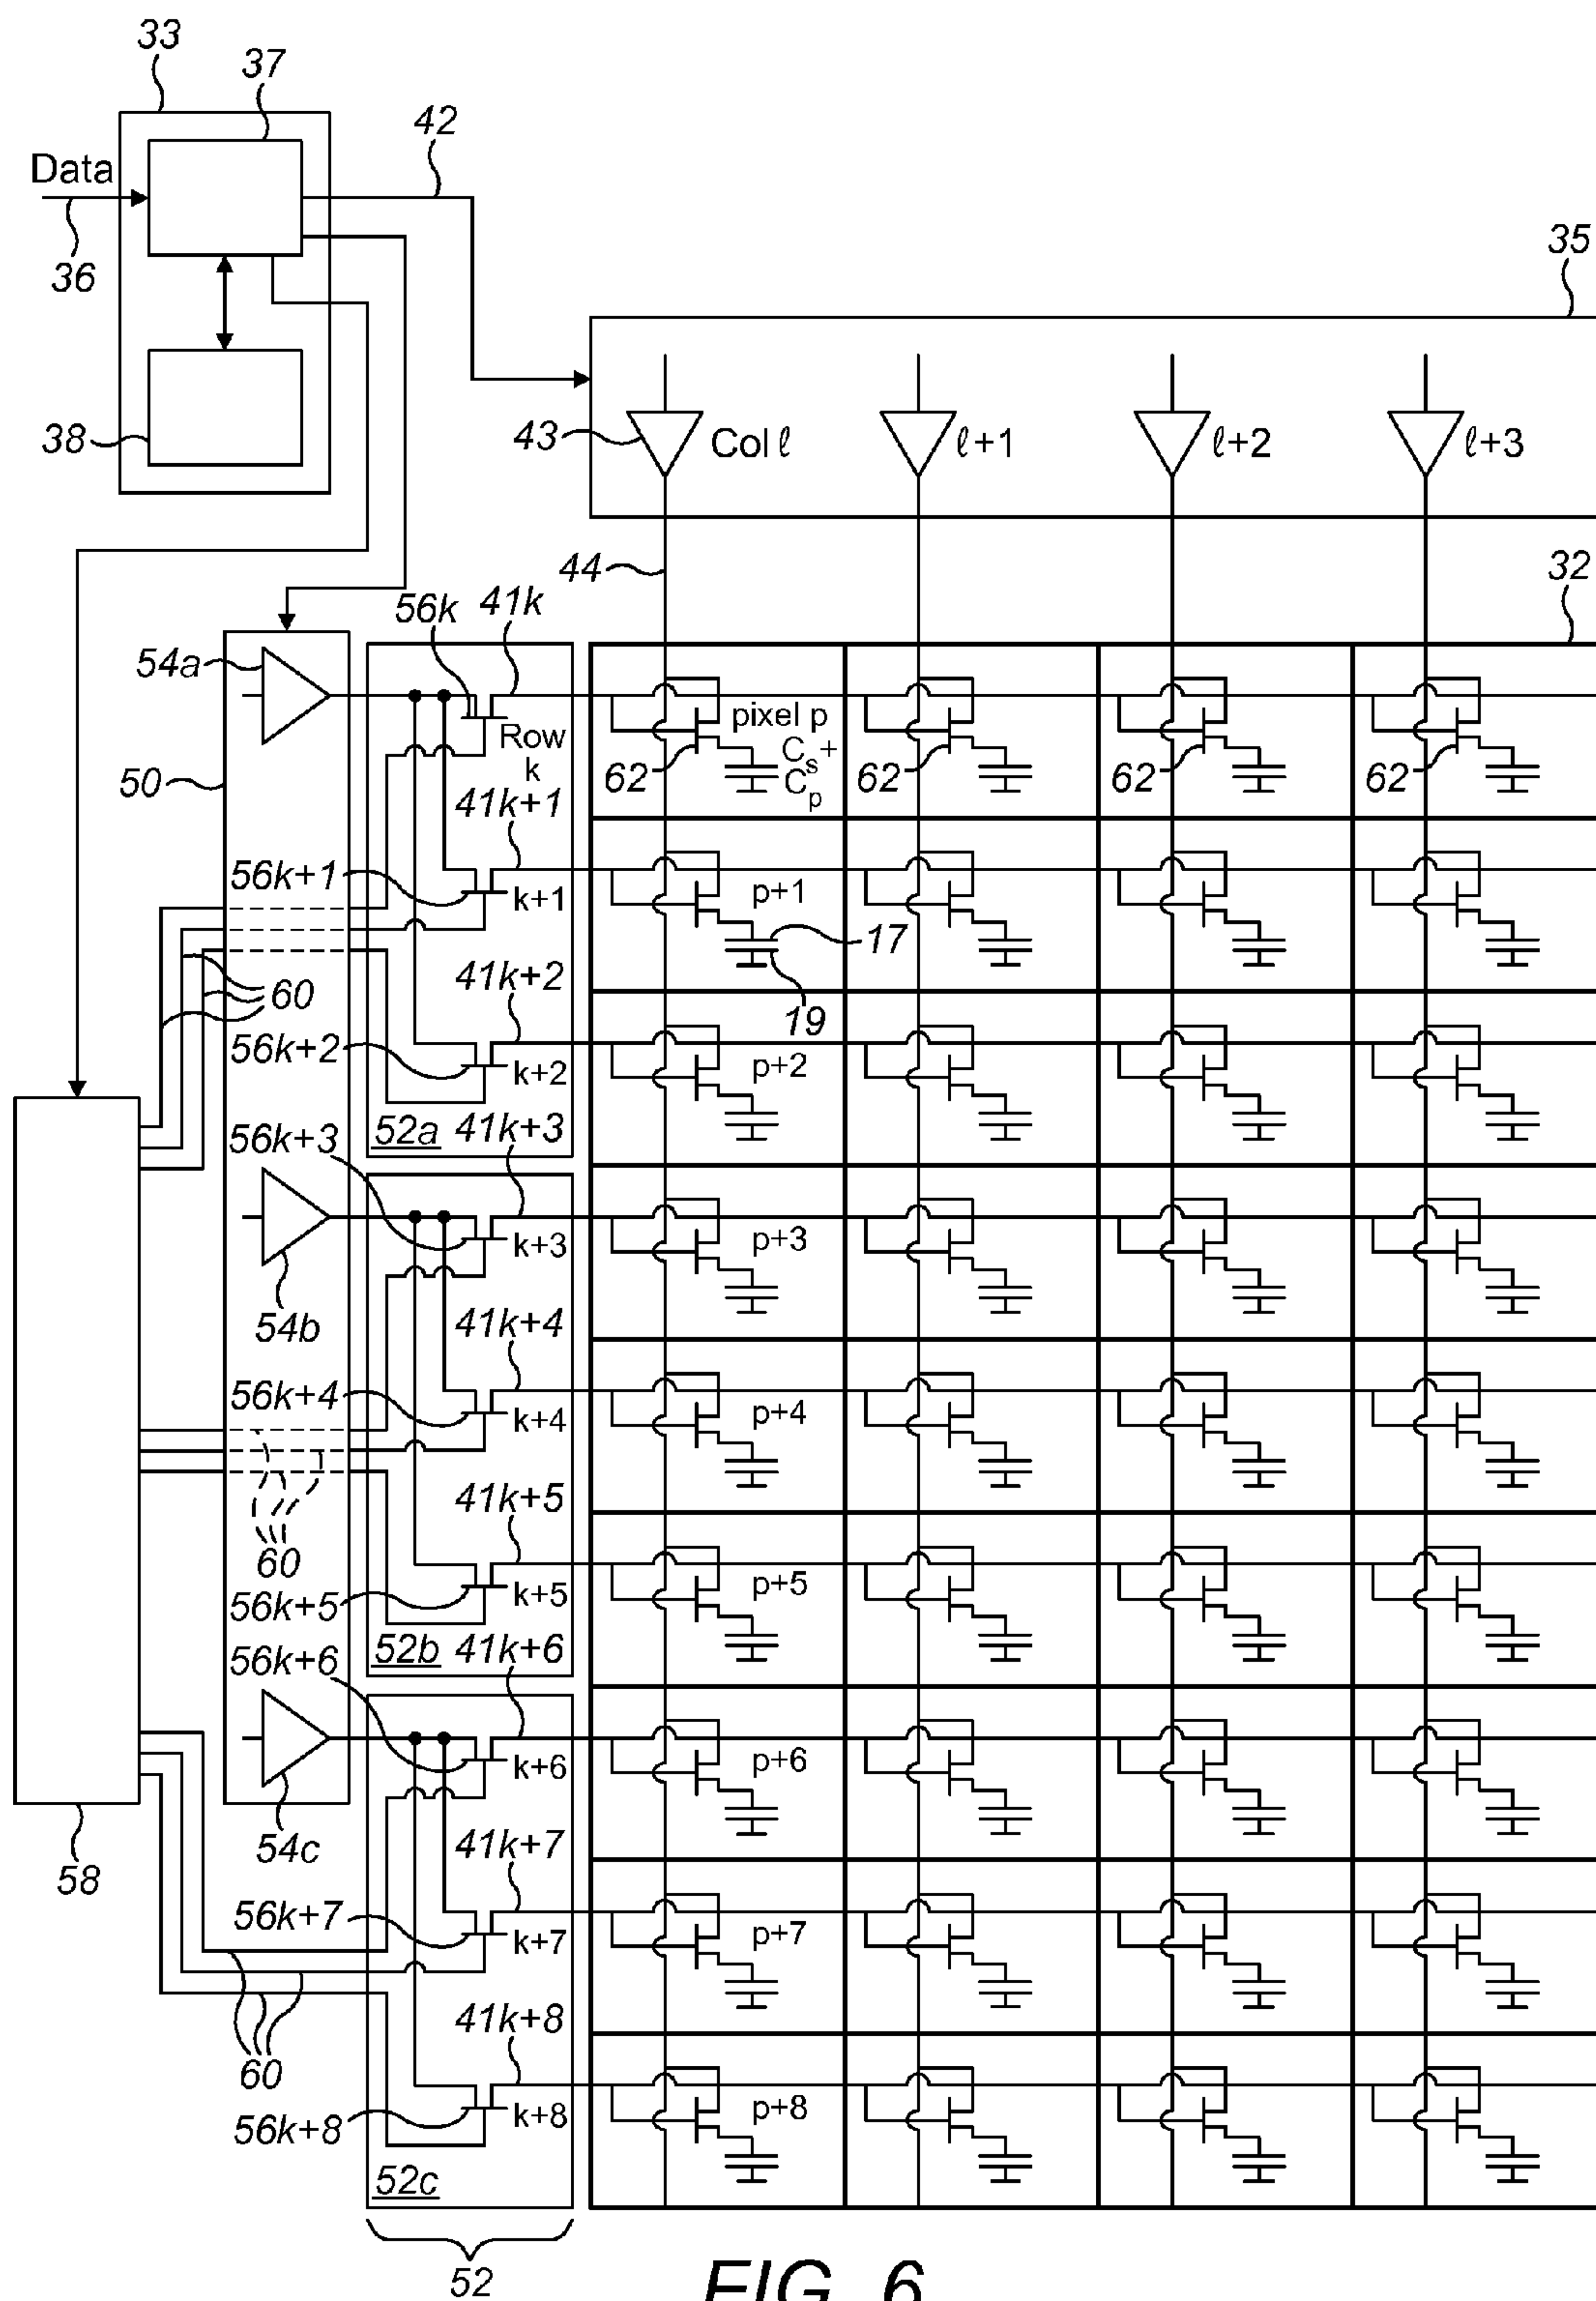 33
37
42
Data
36
35
38
43
Col ℓ
ℓ+1
ℓ+2
ℓ+3
44
32
56k
41k
54a
Row
k
pixel p
Cs+
Cp
62
62
62
62
50
41k+1
56k+1
k+1
p+1
17
60
41k+2
19
56k+2
k+2
p+2
52a
41k+3
56k+3
k+3
p+3
54b
41k+4
56k+4
k+4
p+4
41k+5
60
56k+5
k+5
p+5
52b
41k+6
56k+6
k+6
p+6
54c
58
41k+7
56k+7
k+7
p+7
41k+8
60
56k+8
k+8
p+8
52c
52
FIG. 6